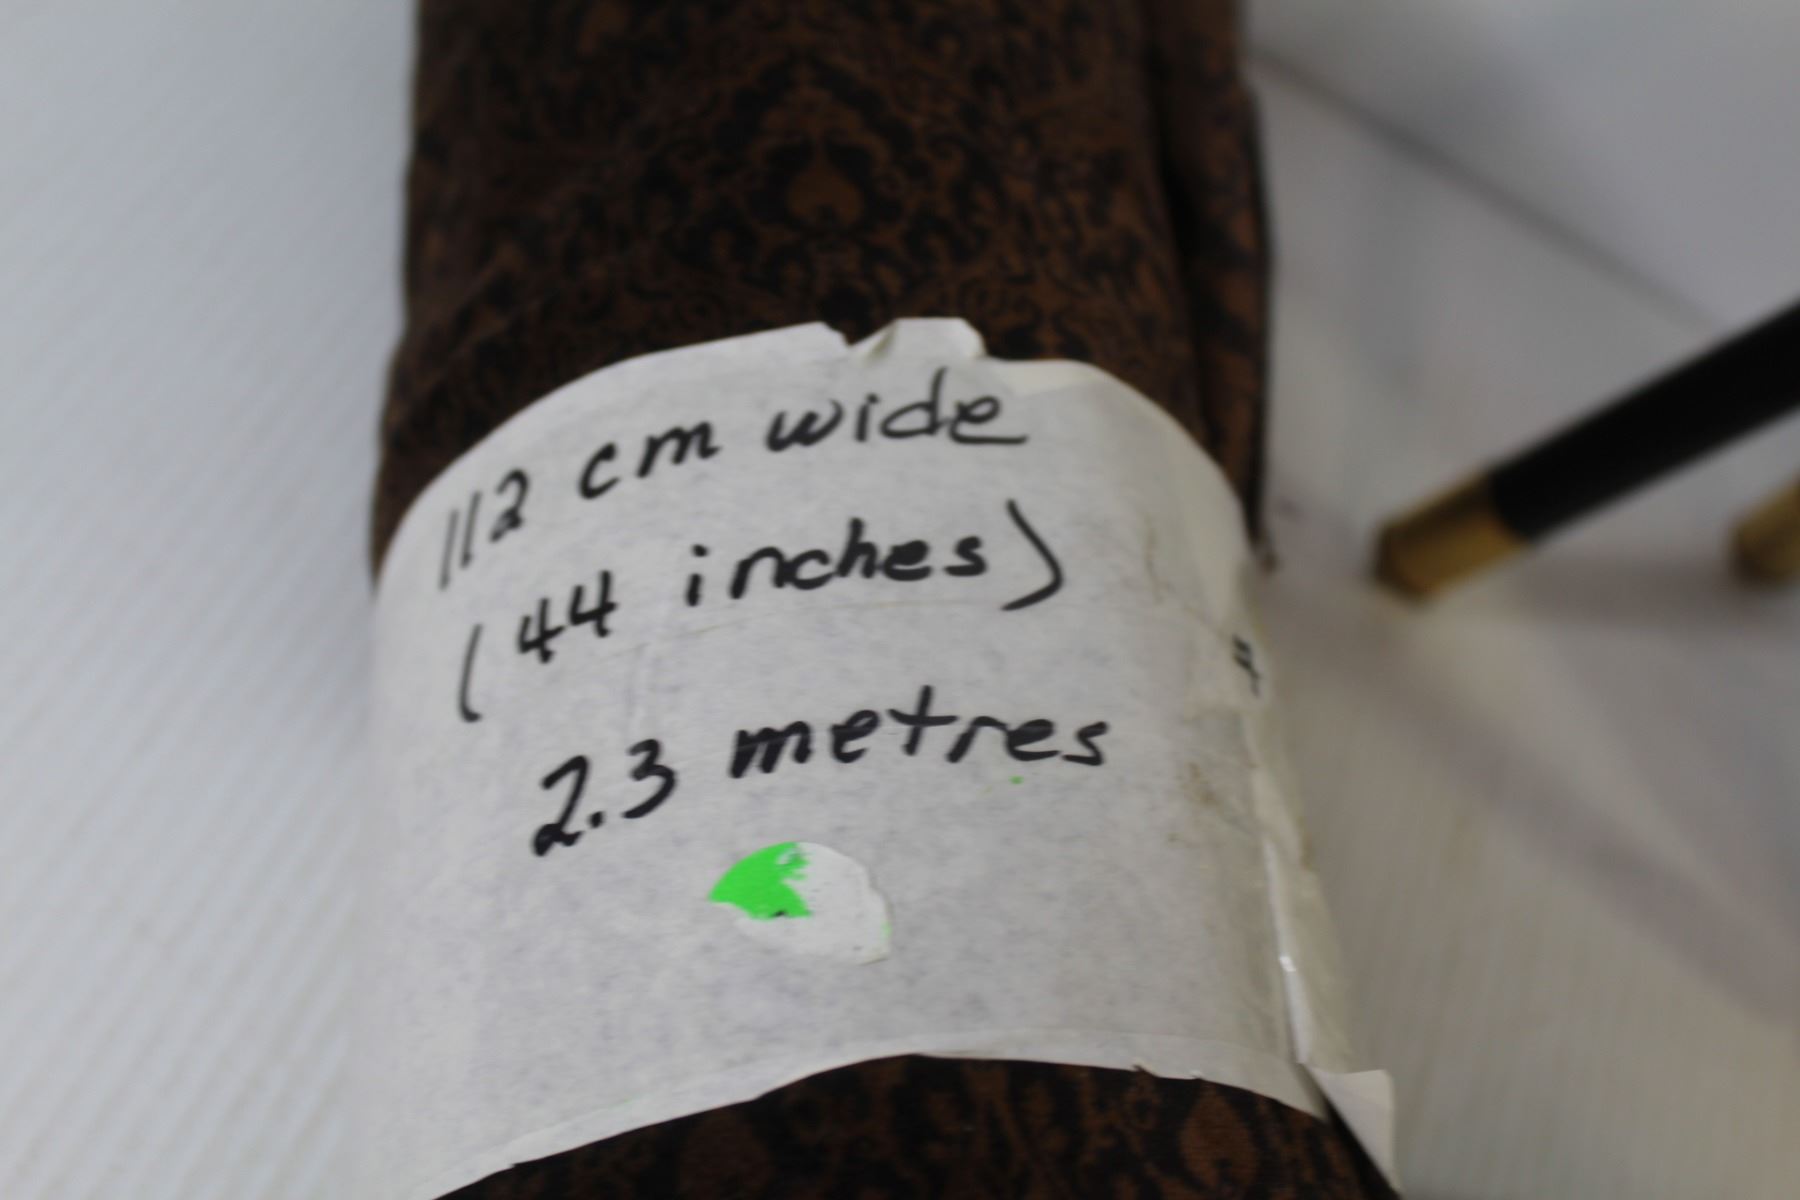 112 cm wide
(44 inches)
2.3 metres